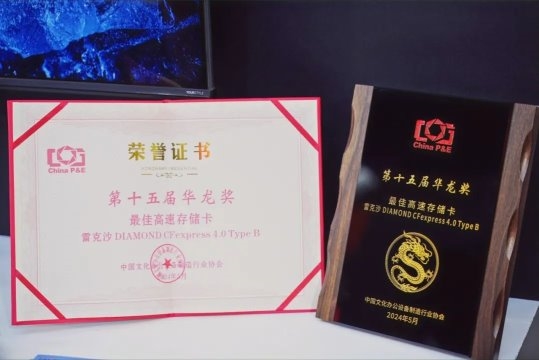 China P&E
荣誉证书
第十五届华龙奖
最佳高速存储卡
雷克沙 DIAMOND CFexpress 4.0 Type B
中国文化办公设备制造行业协会
China P&E
第十五届华龙奖
最佳高速存储卡
雷克沙 DIAMOND CFexpress 4.0 Type B
中国文化办公设备制造行业协会
2024年5月